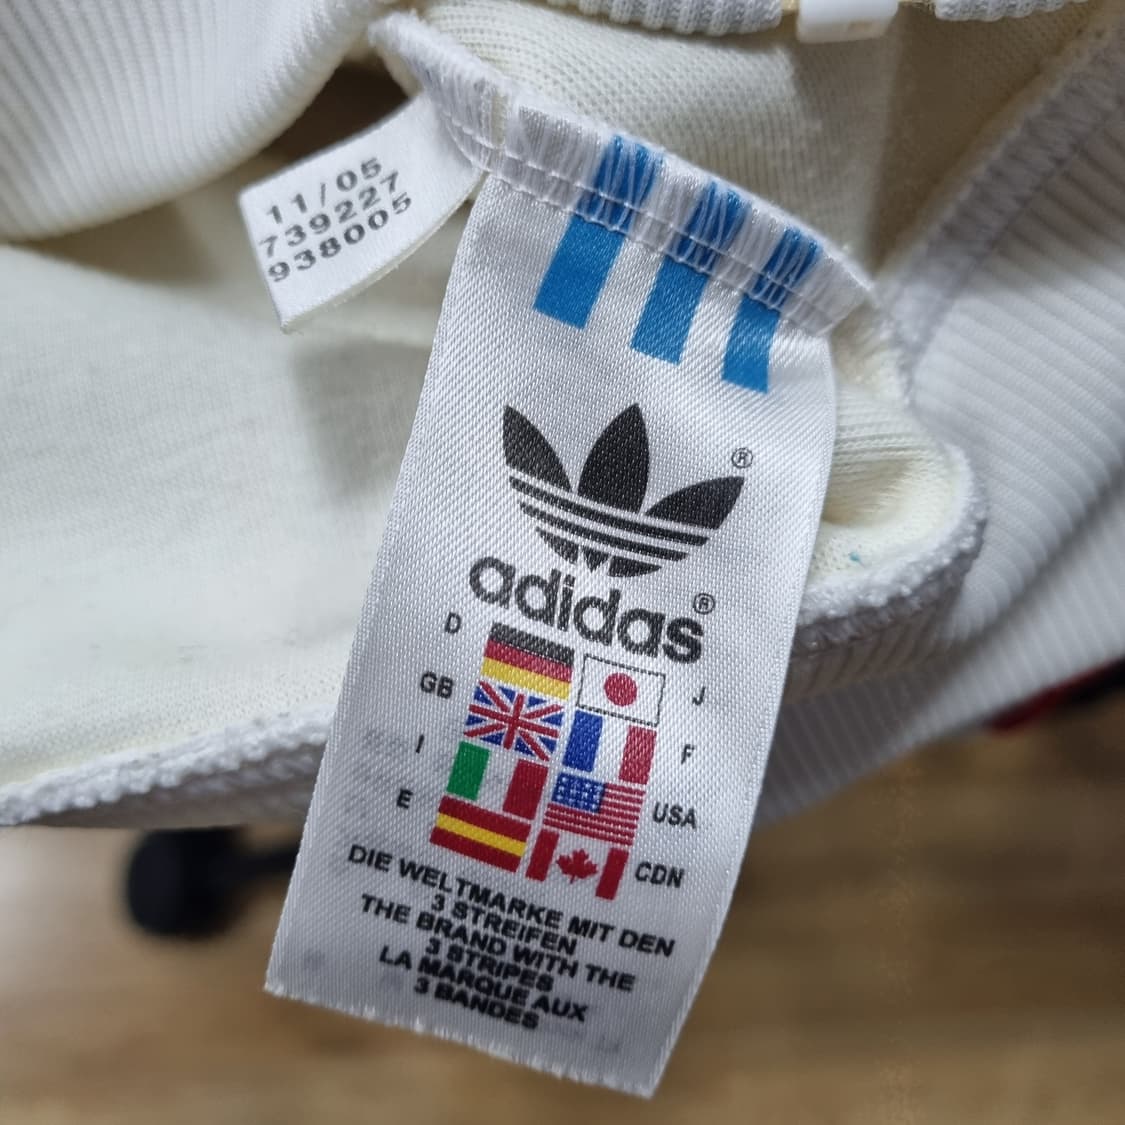 11/05
739227
938005
®
adidas®
D
J
GB
F
I
USA
E
CDN
DIE WELTMARKE MIT DEN
3 STREIFEN
THE BRAND WITH THE
3 STRIPES
LA MARQUE AUX
3 BANDES